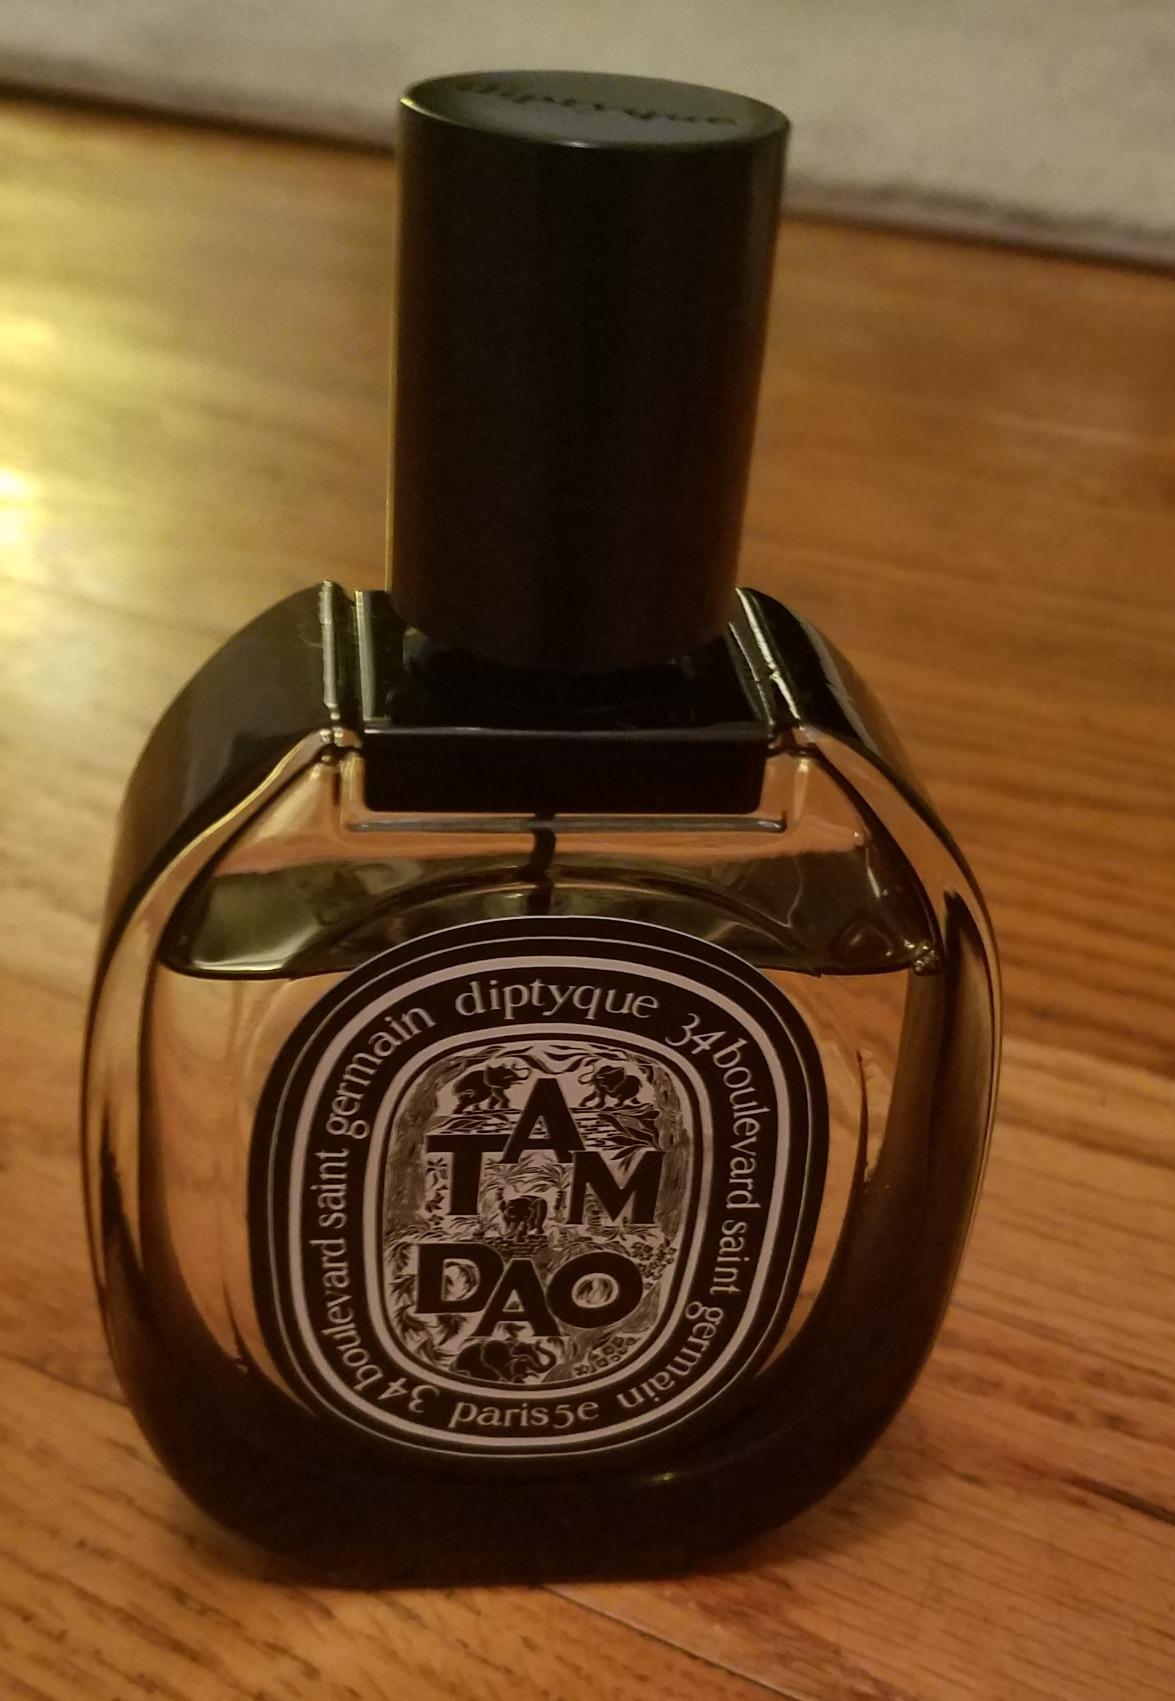 diptyque
diptyque
34 boulevard saint germain
paris 5e
34 boulevard saint germain
TAM
DAO